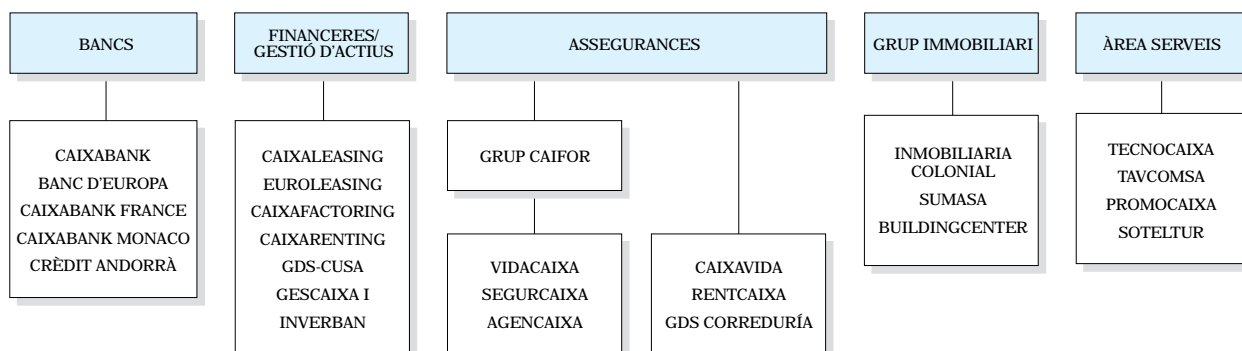 BANCS
CAIXABANK
BANC D'EUROPA
CAIXABANK FRANCE
CAIXABANK MONACO
CRÈDIT ANDORRÀ
FINANCERES/
GESTIÓ D'ACTIUS
CAIXALEASING
EUROLEASING
CAIXAFACTORING
CAIXARENTING
GDS-CUSA
GESCAIXA I
INVERBAN
ASSEGURANCES
GRUP CAIFOR
VIDACAIXA
SEGURCAIXA
AGENCAIXA
CAIXAVIDA
RENTCAIXA
GDS CORREDURÍA
GRUP IMMOBILIARI
INMOBILIARIA
COLONIAL
SUMASA
BUILDINGCENTER
ÀREA SERVEIS
TECNOCAIXA
TAVCOMSA
PROMOCAIXA
SOTELTUR